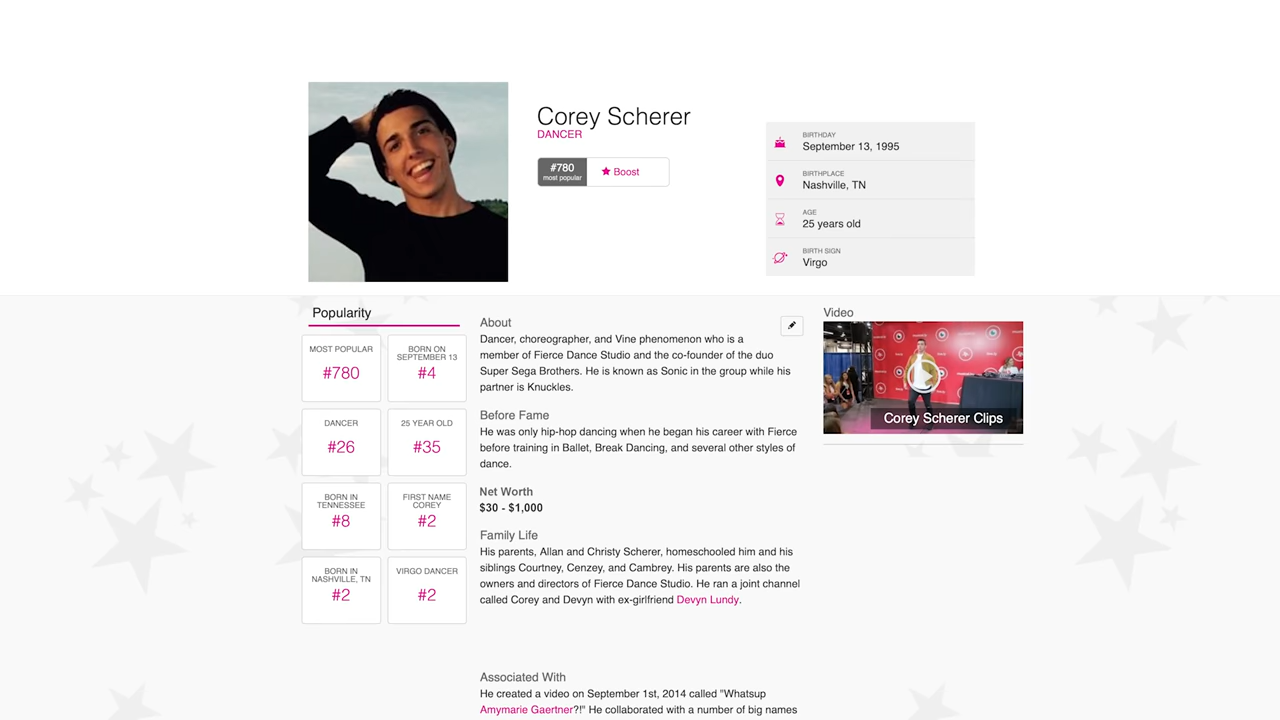 Corey Scherer
DANCER
#780
most popular
Boost
BIRTHDAY
September 13, 1995
BIRTHPLACE
Nashville, TN
AGE
25 years old
BIRTH SIGN
Virgo
Popularity
MOST POPULAR
#780
BORN ON
SEPTEMBER 13
#4
DANCER
#26
25 YEAR OLD
#35
BORN IN
TENNESSEE
#8
FIRST NAME
COREY
#2
BORN IN
NASHVILLE, TN
#2
VIRGO DANCER
#2
About
Dancer, choreographer, and Vine phenomenon who is a
member of Fierce Dance Studio and the co-founder of the duo
Super Sega Brothers. He is known as Sonic in the group while his
partner is Knuckles.
Before Fame
He was only hip-hop dancing when he began his career with Fierce
before training in Ballet, Break Dancing, and several other styles of
dance.
Net Worth
$30 - $1,000
Family Life
His parents, Allan and Christy Scherer, homeschooled him and his
siblings Courtney, Cenzey, and Cambrey. His parents are also the
owners and directors of Fierce Dance Studio. He ran a joint channel
called Corey and Devyn with ex-girlfriend Devyn Lundy.
Associated With
He created a video on September 1st, 2014 called "Whatsup
Amymarie Gaertner?!" He collaborated with a number of big names
Video
Corey Scherer Clips